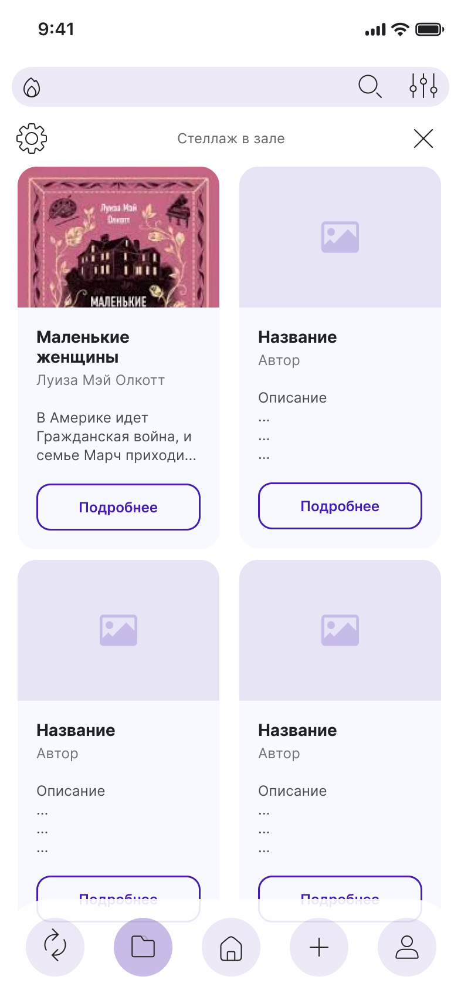 9:41
Стеллаж в зале
Луиза Мэй
Олкотт
МАЛЕНЬКИЕ
Маленькие
женщины
Луиза Мэй Олкотт
В Америке идет
Гражданская война, и
семье Марч приходи...
Подробнее
Название
Автор
Описание
...
...
...
Подробнее
Название
Автор
Описание
...
...
...
Подробнее
Название
Автор
Описание
...
...
...
Подробнее